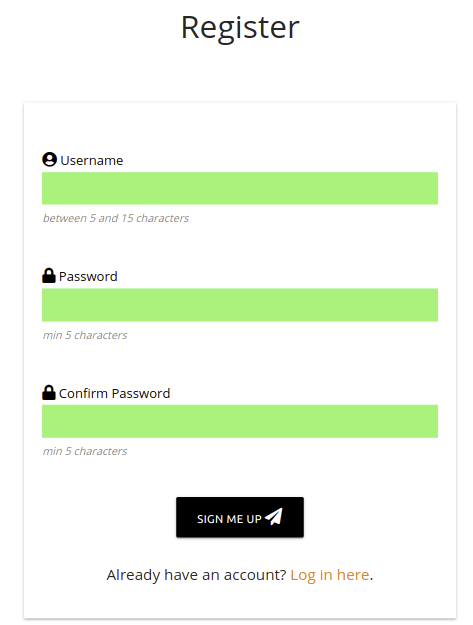 Register
Username
between 5 and 15 characters
Password
min 5 characters
Confirm Password
min 5 characters
SIGN ME UP
Already have an account? Log in here.